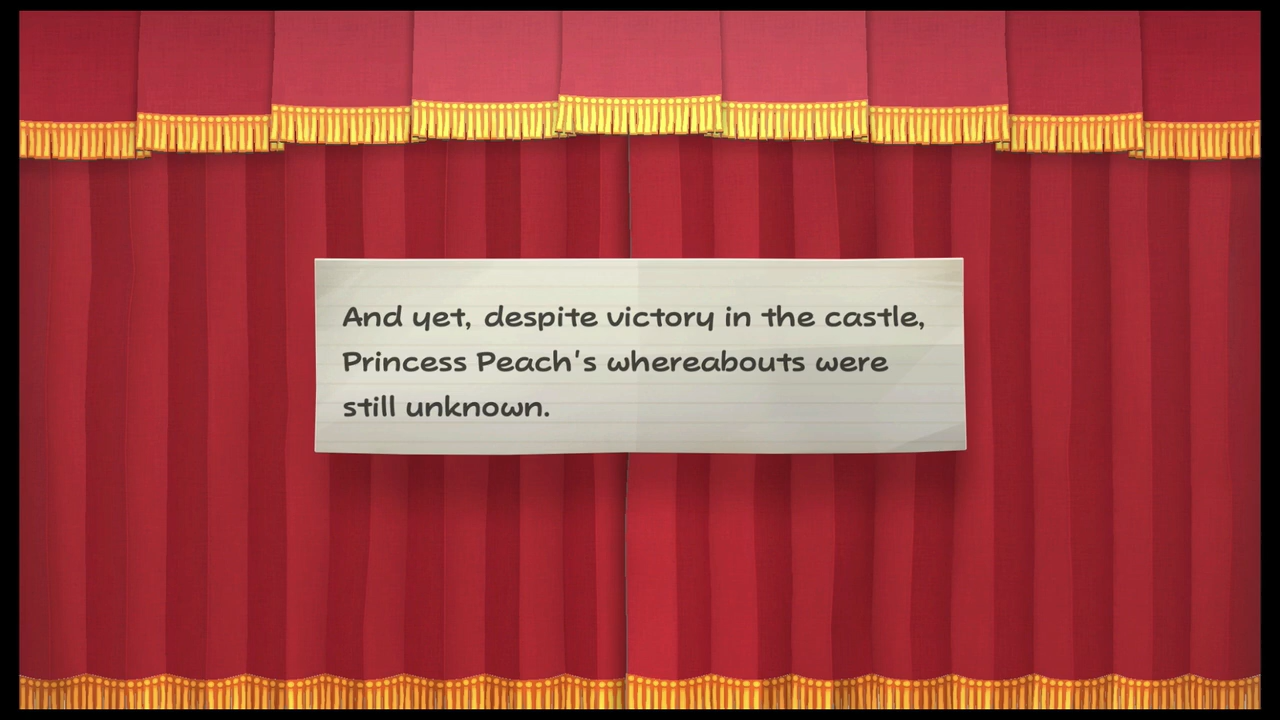 And yet, despite victory in the castle,
Princess Peach's whereabouts were
still unknown.